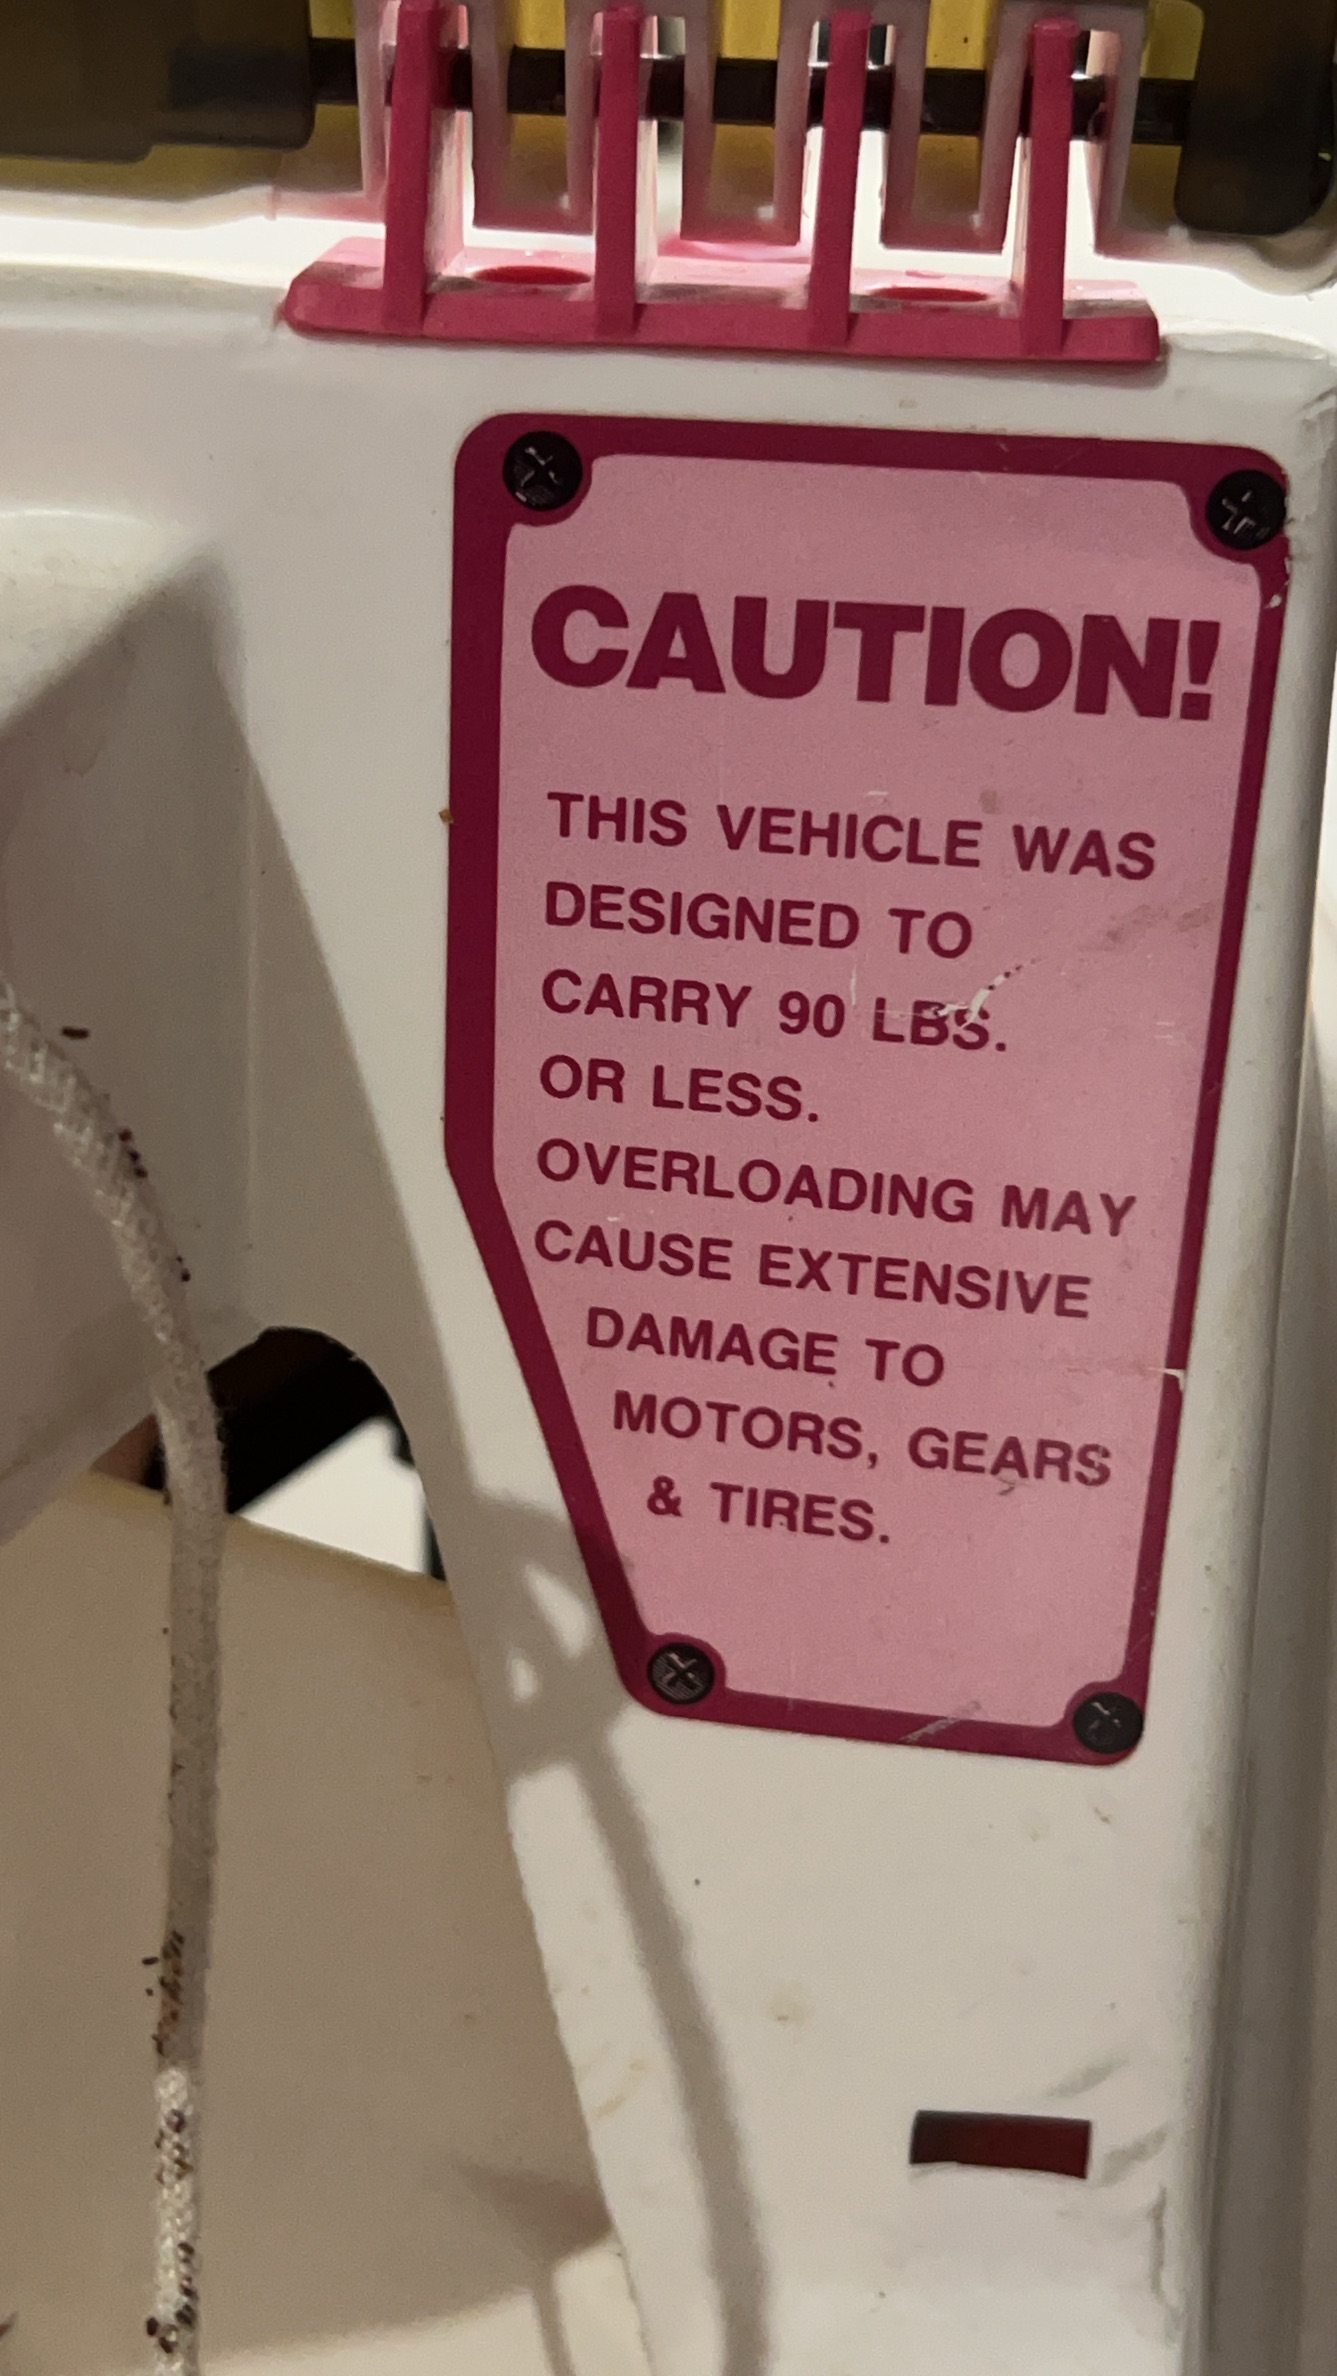 CAUTION!
THIS VEHICLE WAS
DESIGNED TO
CARRY 90 LBS.
OR LESS.
OVERLOADING MAY
CAUSE EXTENSIVE
DAMAGE TO
MOTORS, GEARS
& TIRES.